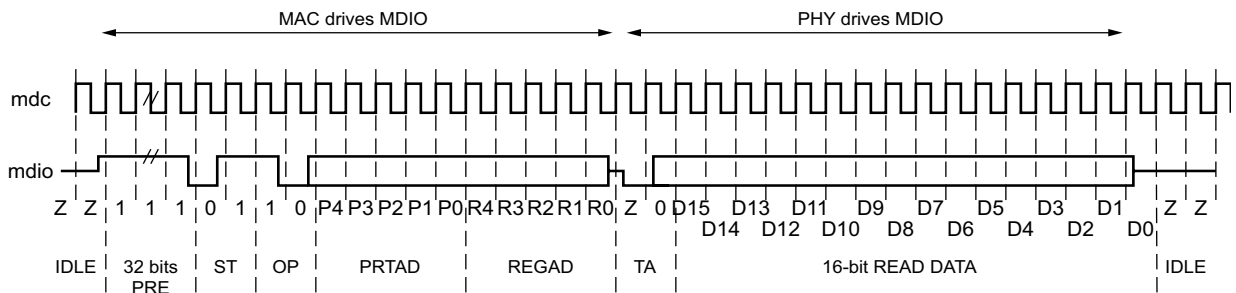 MAC drives MDIO PHY drives MDIO
mdc
mdio
Z Z 1 1 1 0 1 1 0 P4 P3 P2 P1 P0 R4 R3 R2 R1 R0 Z 0 D15 D13 D11 D9 D7 D5 D3 D1 Z Z
D14 D12 D10 D8 D6 D4 D2 D0
IDLE 32 bits ST OP PRTAD REGAD TA 16-bit READ DATA IDLE
PRE